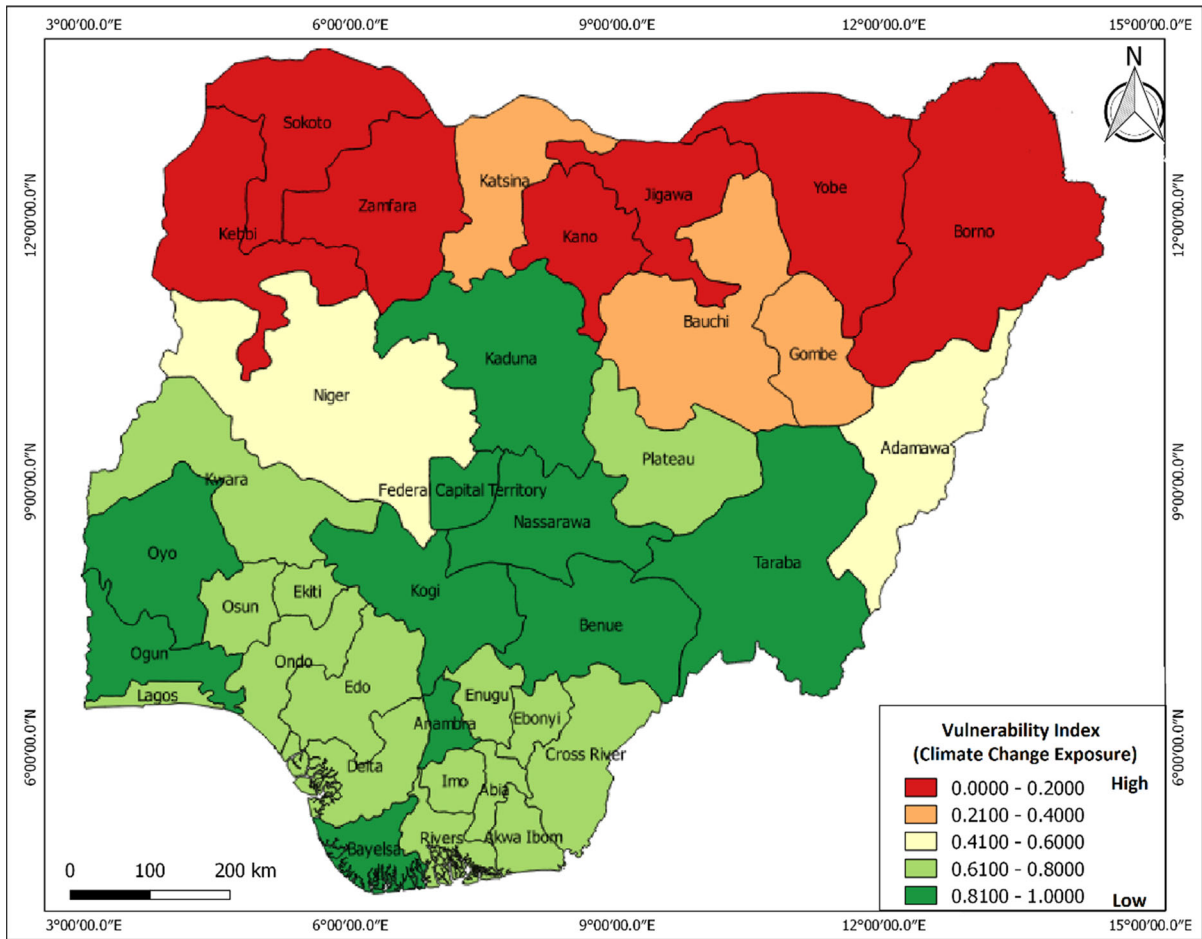 3°00′00.0″E 6°00′00.0″E 9°00′00.0″E 12°00′00.0″E 15°00′00.0″E
N
12°00′00.0″N 12°00′00.0″N
9°00′00.0″N 9°00′00.0″N
6°00′00.0″N 6°00′00.0″N
Sokoto
Katsina
Zamfara
Kebbi
Kano
Jigawa
Yobe
Borno
Bauchi
Gombe
Kaduna
Niger
Adamawa
Plateau
Kwara
Federal Capital Territory
Nassarawa
Oyo
Taraba
Ekiti
Osun
Kogi
Benue
Ogun
Ondo
Lagos
Edo
Enugu
Ebonyi
Anambra
Cross River
Delta
Imo
Abia
Rivers
Akwa Ibom
Bayelsa
Vulnerability Index
(Climate Change Exposure)
0.0000 - 0.2000 High
0.2100 - 0.4000
0.4100 - 0.6000
0.6100 - 0.8000
0.8100 - 1.0000 Low
0 100 200 km
3°00′00.0″E 6°00′00.0″E 9°00′00.0″E 12°00′00.0″E 15°00′00.0″E